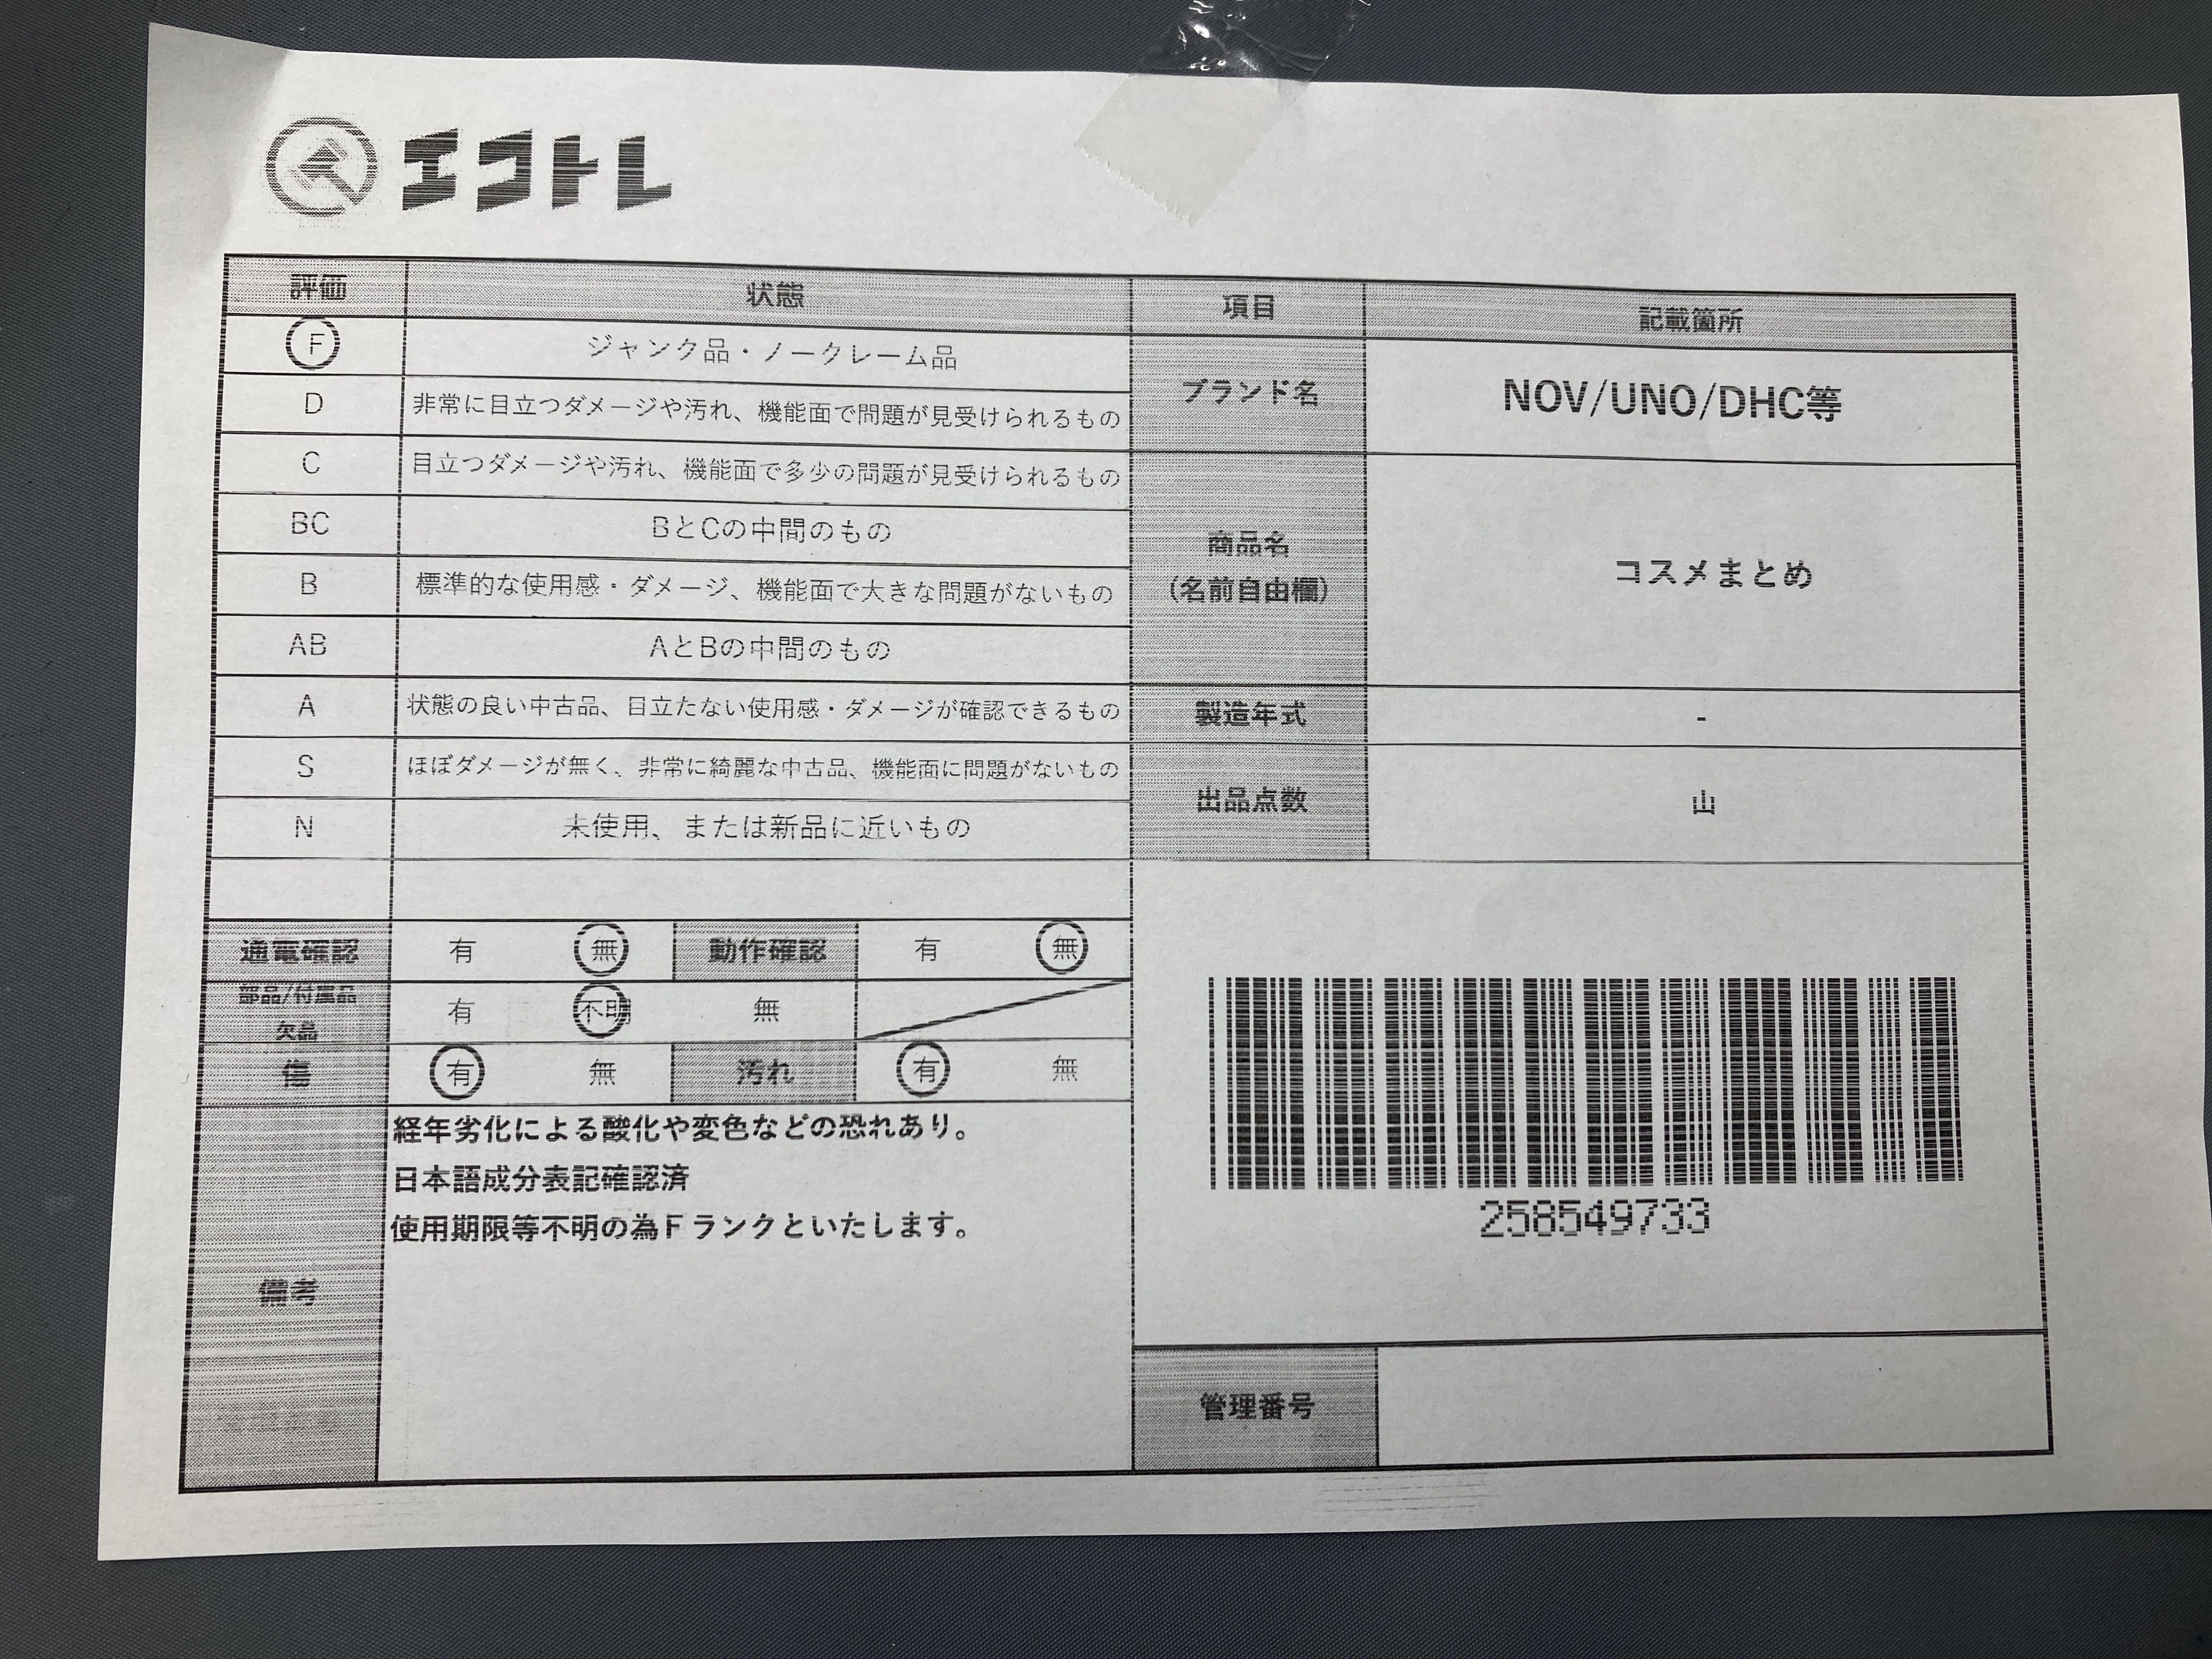 エコトレ
評価 状態 項目 記載箇所
F ジャンク品・ノークレーム品
D 非常に目立つダメージや汚れ、機能面で問題が見受けられるもの
ブランド名 NOV/UNO/DHC等
C 目立つダメージや汚れ、機能面で多少の問題が見受けられるもの
BC BとCの中間のもの
B 標準的な使用感・ダメージ、機能面で大きな問題がないもの
商品名
(名前自由欄)
コスメまとめ
AB AとBの中間のもの
A 状態の良い中古品、目立たない使用感・ダメージが確認できるもの
製造年式 -
S ほぼダメージが無く、非常に綺麗な中古品、機能面に問題がないもの
出品点数 山
N 未使用、または新品に近いもの
通電確認 有 無 動作確認 有 無
部品/付属品
欠品
有 不明 無
傷 有 無 汚れ 有 無
備考
経年劣化による酸化や変色などの恐れあり。
日本語成分表記確認済
使用期限等不明の為Fランクといたします。
258549733
管理番号